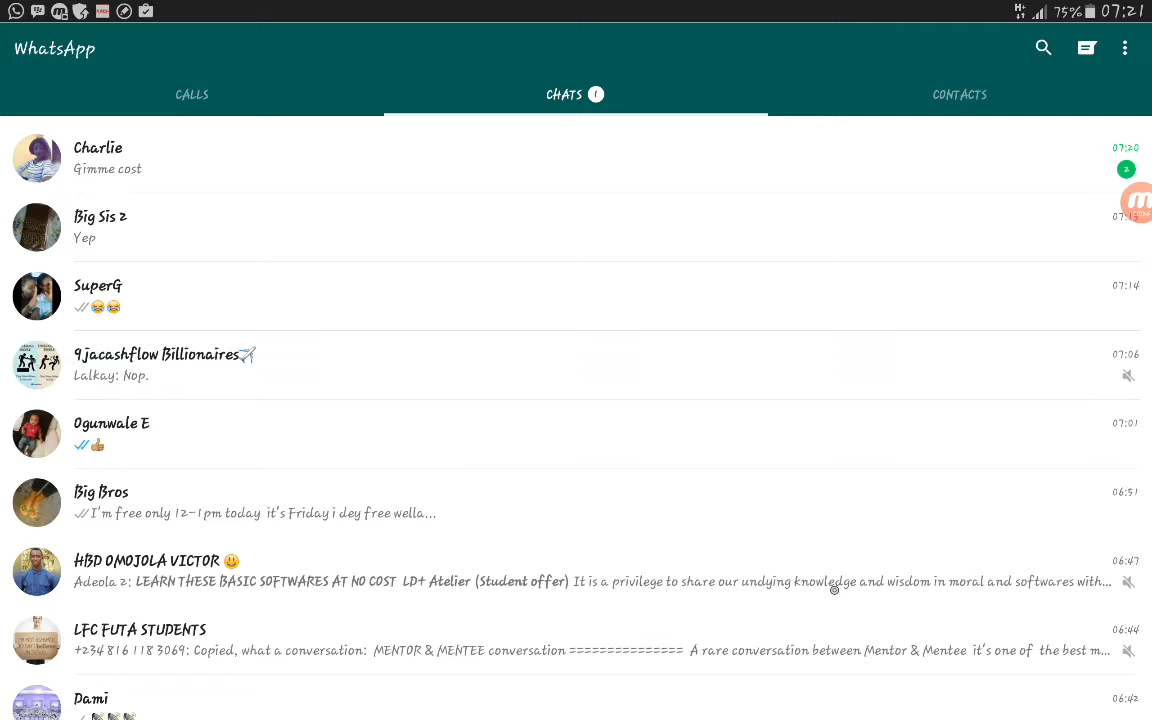 75% 07:21
WhatsApp
CALLS
CHATS 1
CONTACTS
Charlie 07:20
Gimme cost 2
Big Sis 2
Yep
SuperG 07:14
9jacashflow Billionaires 07:06
Lalkay: Nop.
Ogunwale E 07:01
Big Bros 06:51
I'm free only 12-1pm today it's Friday i dey free wella...
HBD OMOJOLA VICTOR 06:47
Adeola 2: LEARN THESE BASIC SOFTWARES AT NO COST LD+ Atelier (Student offer) It is a privilege to share our undying knowledge and wisdom in moral and softwares with...
LFC FUTA STUDENTS 06:44
+234 816 118 3069: Copied, what a conversation: MENTOR & MENTEE conversation =============== A rare conversation between Mentor & Mentee it's one of the best m...
Dami 06:42